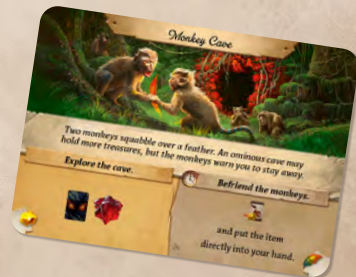 Monkey Cave
Two monkeys squabble over a feather. An ominous cave may
hold more treasures, but the monkeys warn you to stay away.
Explore the cave.
Befriend the monkeys.
and put the item
directly into your hand.